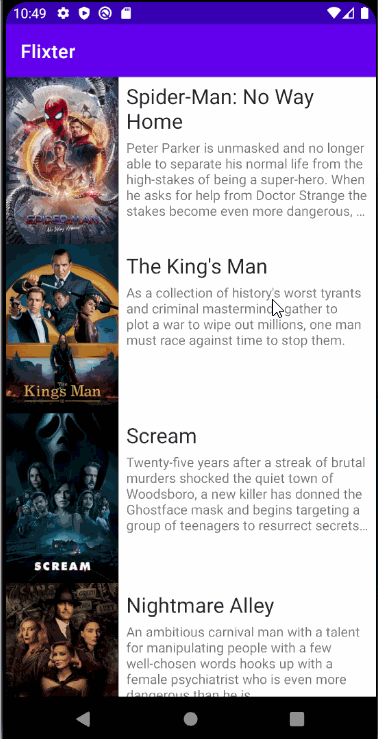 10:49
Flixter
Spider-Man: No Way
Home
Peter Parker is unmasked and no longer
able to separate his normal life from the
high-stakes of being a super-hero. When
he asks for help from Doctor Strange the
stakes become even more dangerous, …
SPIDER-MAN
No Way Home
The King's Man
As a collection of history's worst tyrants
and criminal masterminds gather to
plot a war to wipe out millions, one man
must race against time to stop them.
The
King's Man
Scream
Twenty-five years after a streak of brutal
murders shocked the quiet town of
Woodsboro, a new killer has donned the
Ghostface mask and begins targeting a
group of teenagers to resurrect secrets…
SCREAM
Nightmare Alley
An ambitious carnival man with a talent
for manipulating people with a few
well-chosen words hooks up with a
female psychiatrist who is even more
dangerous than he is.